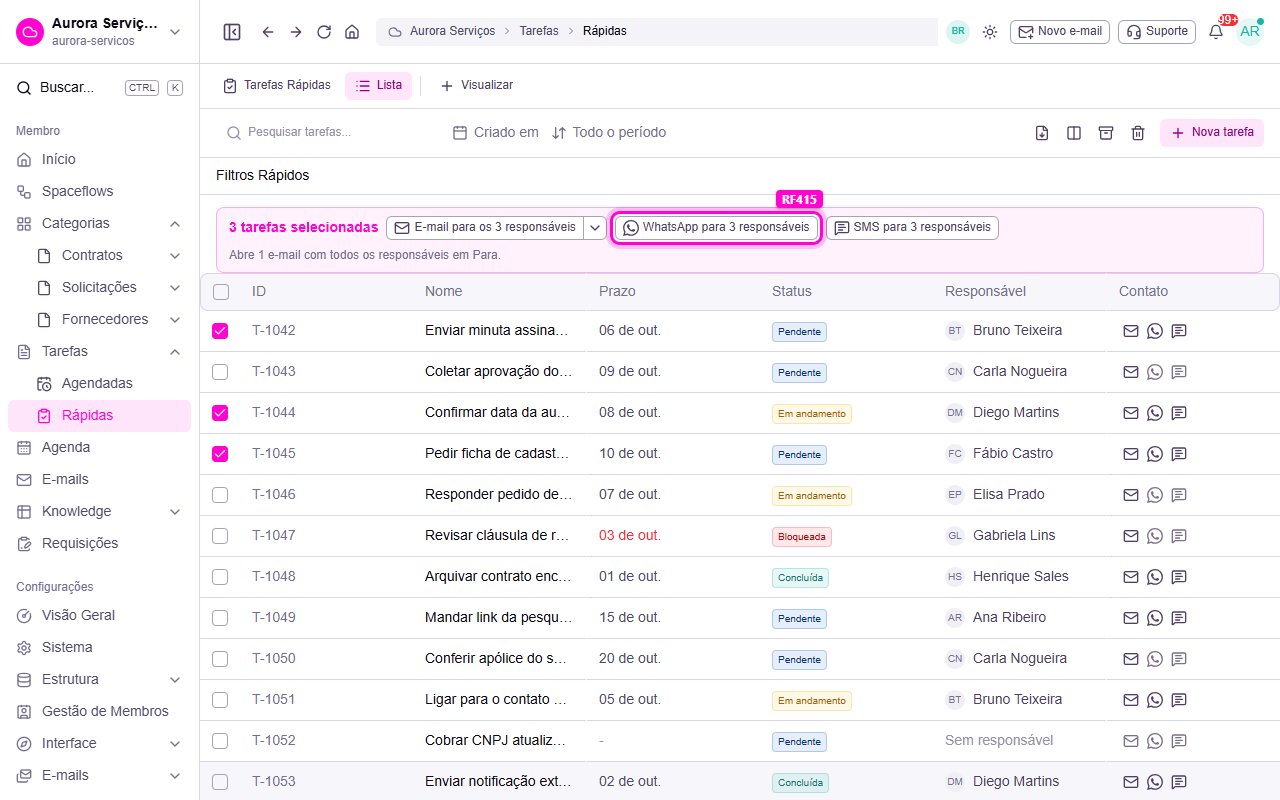 Aurora Serviç...
aurora-servicos
Aurora Serviços > Tarefas > Rápidas
BR
Novo e-mail
Suporte
99+
AR
Buscar...
CTRL
K
Tarefas Rápidas
Lista
Visualizar
Pesquisar tarefas...
Criado em
Todo o período
Nova tarefa
Filtros Rápidos
Membro
Início
Spaceflows
Categorias
Contratos
Solicitações
Fornecedores
Tarefas
Agendadas
Rápidas
Agenda
E-mails
Knowledge
Requisições
Configurações
Visão Geral
Sistema
Estrutura
Gestão de Membros
Interface
E-mails
RF415
3 tarefas selecionadas
E-mail para os 3 responsáveis
WhatsApp para 3 responsáveis
SMS para 3 responsáveis
Abre 1 e-mail com todos os responsáveis em Para.
ID Nome Prazo Status Responsável Contato
T-1042 Enviar minuta assina... 06 de out. Pendente BT Bruno Teixeira
T-1043 Coletar aprovação do... 09 de out. Pendente CN Carla Nogueira
T-1044 Confirmar data da au... 08 de out. Em andamento DM Diego Martins
T-1045 Pedir ficha de cadast... 10 de out. Pendente FC Fábio Castro
T-1046 Responder pedido de... 07 de out. Em andamento EP Elisa Prado
T-1047 Revisar cláusula de r... 03 de out. Bloqueada GL Gabriela Lins
T-1048 Arquivar contrato enc... 01 de out. Concluída HS Henrique Sales
T-1049 Mandar link da pesqu... 15 de out. Pendente AR Ana Ribeiro
T-1050 Conferir apólice do s... 20 de out. Pendente CN Carla Nogueira
T-1051 Ligar para o contato ... 05 de out. Em andamento BT Bruno Teixeira
T-1052 Cobrar CNPJ atualiz... - Pendente Sem responsável
T-1053 Enviar notificação ext... 02 de out. Concluída DM Diego Martins